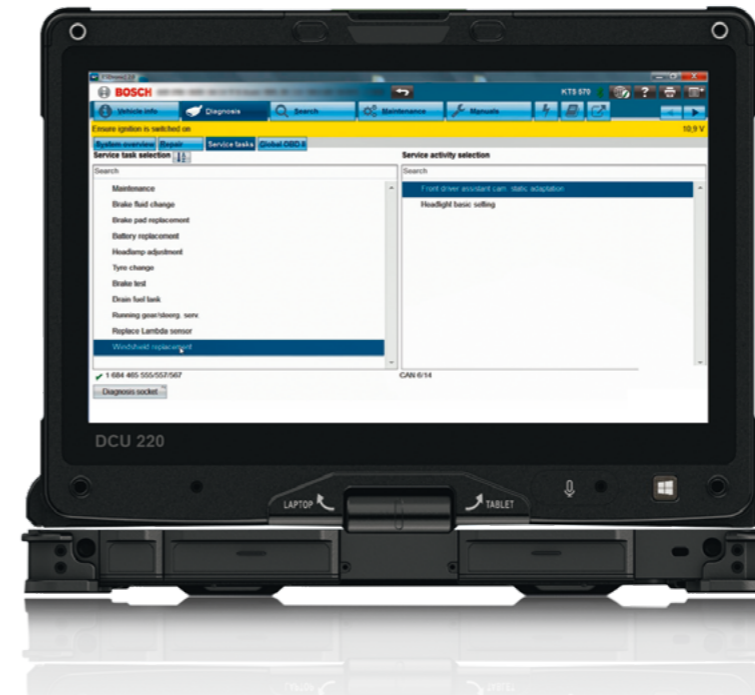 BOSCH
KTS 570
?
Vehicle info Diagnosis Search Maintenance Manuals
Ensure ignition is switched on 10,9 V
System overview Repair Service tasks Global OBD II
Service task selection Service activity selection
Search Search
Maintenance Front driver assistant cam. static adaptation
Brake fluid change Headlight basic setting
Brake pad replacement
Battery replacement
Headlamp adjustment
Tyre change
Brake test
Drain fuel tank
Running gear/steerg. serv.
Replace Lambda sensor
Windshield replacement
1 684 465 555/557/567 CAN 6/14
Diagnosis socket
DCU 220
LAPTOP TABLET